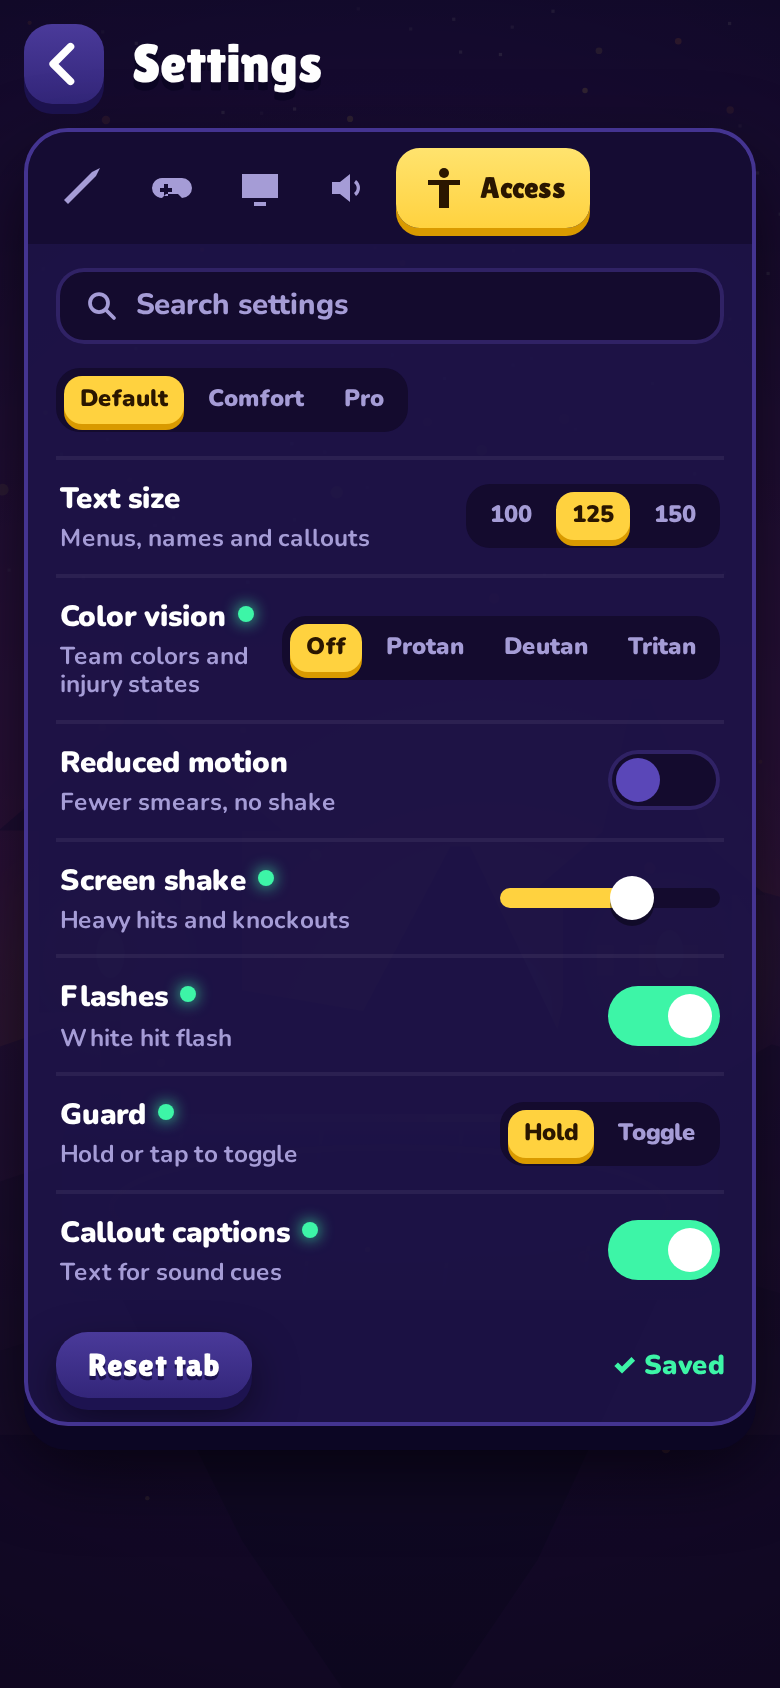 Settings
Access
Search settings
Default Comfort Pro
Text size
Menus, names and callouts
100 125 150
Color vision
Team colors and
injury states
Off Protan Deutan Tritan
Reduced motion
Fewer smears, no shake
Screen shake
Heavy hits and knockouts
Flashes
White hit flash
Guard
Hold or tap to toggle
Hold Toggle
Callout captions
Text for sound cues
Reset tab
Saved